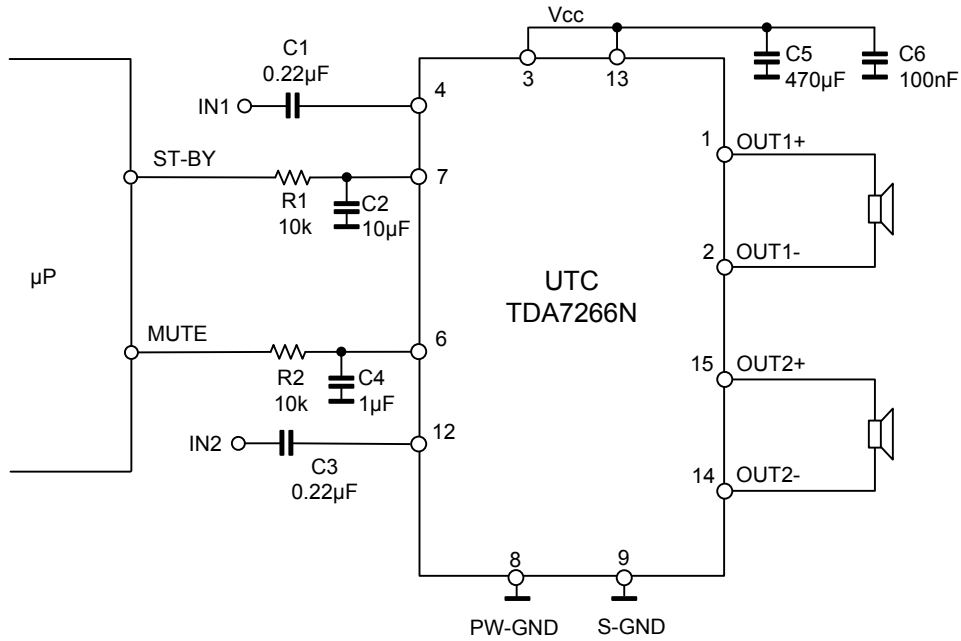 Vcc
C1
0.22µF
C5
470µF
C6
100nF
3
13
IN1
4
1
OUT1+
ST-BY
7
R1
10k
C2
10µF
2
OUT1-
µP
UTC
TDA7266N
MUTE
6
R2
10k
C4
1µF
15
OUT2+
IN2
12
C3
0.22µF
14
OUT2-
8
9
PW-GND
S-GND